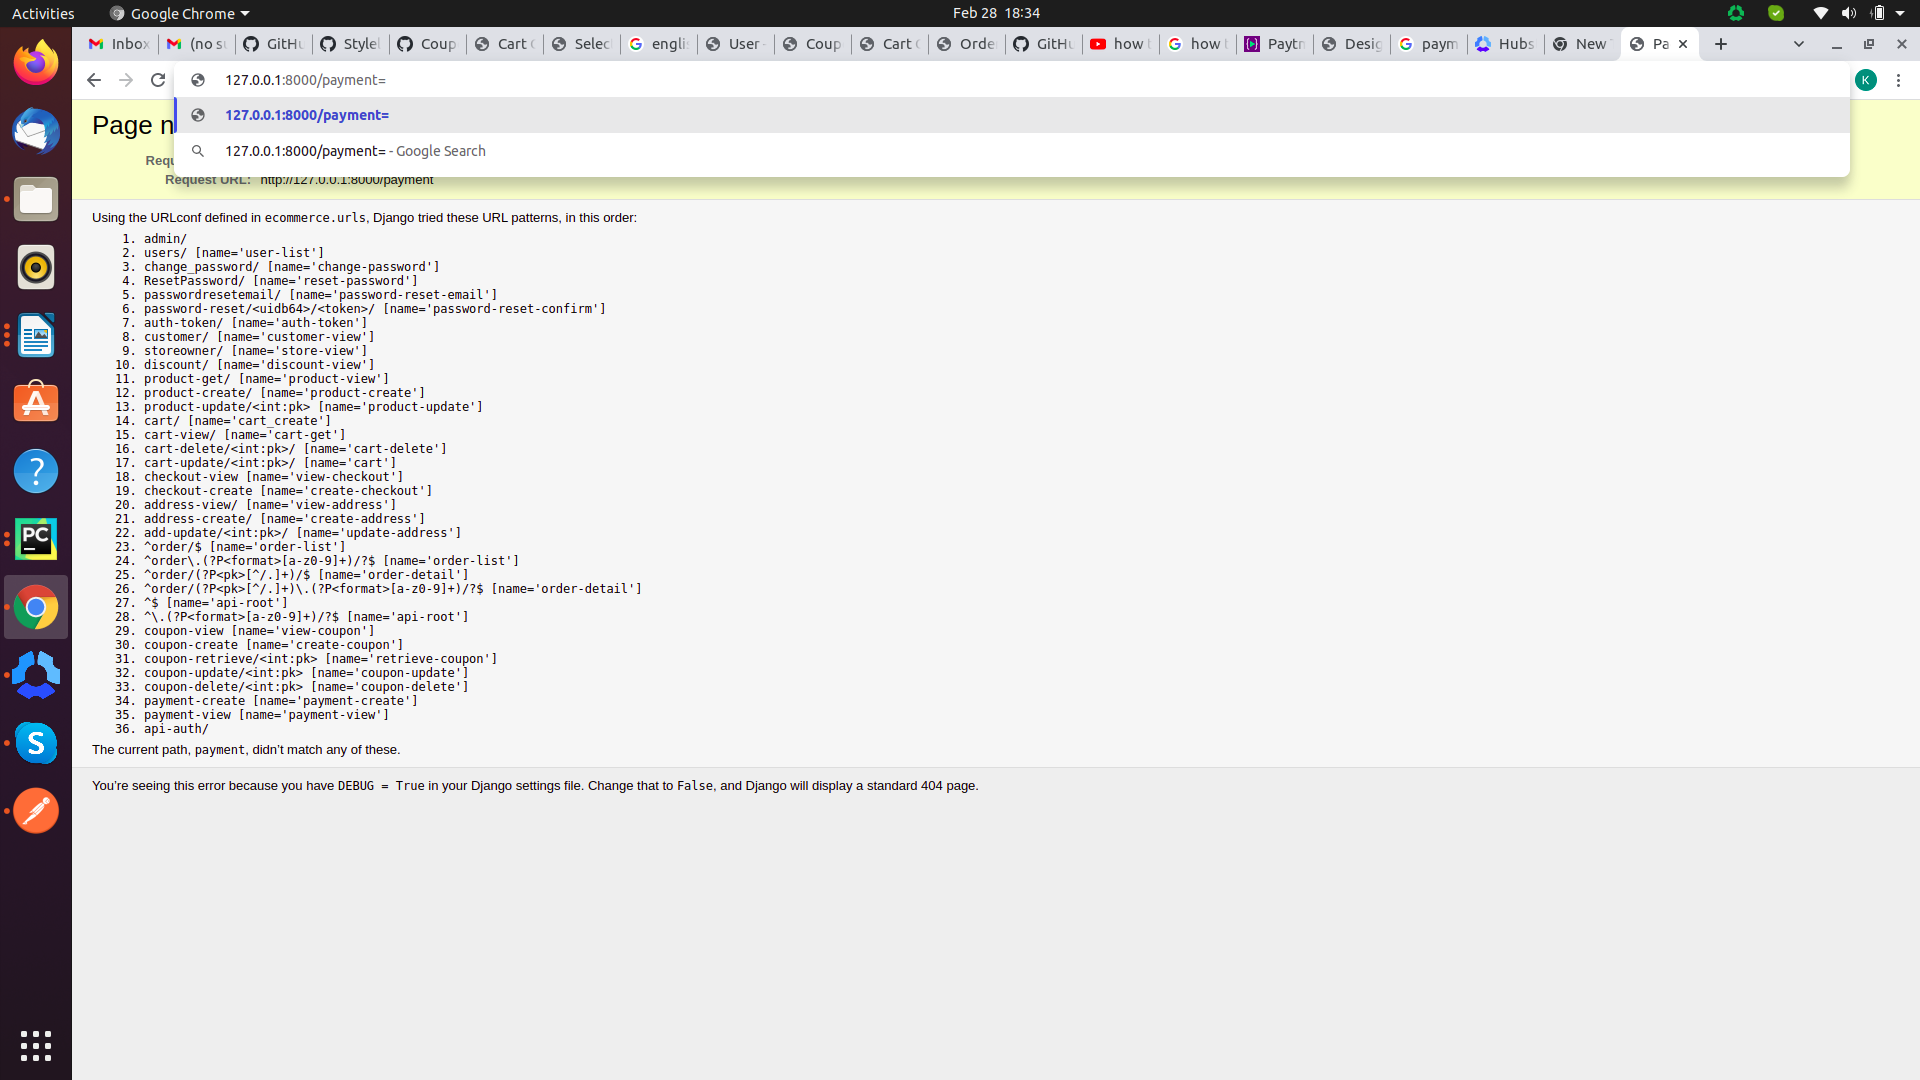 Activities
Google Chrome
Feb 28 18:34
Inbox
(no su
GitHu
Stylel
Coup
Cart C
Selec
englis
User -
Coup
Cart C
Order
GitHu
how t
how t
Paytm
Desig
paym
Hubs
New T
Pa
127.0.0.1:8000/payment=
K
127.0.0.1:8000/payment=
127.0.0.1:8000/payment= - Google Search
Page n
Requ
Request URL: http://127.0.0.1:8000/payment
Using the URLconf defined in ecommerce.urls, Django tried these URL patterns, in this order:
1. admin/
2. users/ [name='user-list']
3. change_password/ [name='change-password']
4. ResetPassword/ [name='reset-password']
5. passwordresetemail/ [name='password-reset-email']
6. password-reset/<uidb64>/<token>/ [name='password-reset-confirm']
7. auth-token/ [name='auth-token']
8. customer/ [name='customer-view']
9. storeowner/ [name='store-view']
10. discount/ [name='discount-view']
11. product-get/ [name='product-view']
12. product-create/ [name='product-create']
13. product-update/<int:pk> [name='product-update']
14. cart/ [name='cart_create']
15. cart-view/ [name='cart-get']
16. cart-delete/<int:pk>/ [name='cart-delete']
17. cart-update/<int:pk>/ [name='cart']
18. checkout-view [name='view-checkout']
19. checkout-create [name='create-checkout']
20. address-view/ [name='view-address']
21. address-create/ [name='create-address']
22. add-update/<int:pk>/ [name='update-address']
23. ^order/$ [name='order-list']
24. ^order\.(?P<format>[a-z0-9]+)/?$ [name='order-list']
25. ^order/(?P<pk>[^/.]+)/$ [name='order-detail']
26. ^order/(?P<pk>[^/.]+)\.(?P<format>[a-z0-9]+)/?$ [name='order-detail']
27. ^$ [name='api-root']
28. ^\.(?P<format>[a-z0-9]+)/?$ [name='api-root']
29. coupon-view [name='view-coupon']
30. coupon-create [name='create-coupon']
31. coupon-retrieve/<int:pk> [name='retrieve-coupon']
32. coupon-update/<int:pk> [name='coupon-update']
33. coupon-delete/<int:pk> [name='coupon-delete']
34. payment-create [name='payment-create']
35. payment-view [name='payment-view']
36. api-auth/
The current path, payment, didn't match any of these.
You're seeing this error because you have DEBUG = True in your Django settings file. Change that to False, and Django will display a standard 404 page.
PC